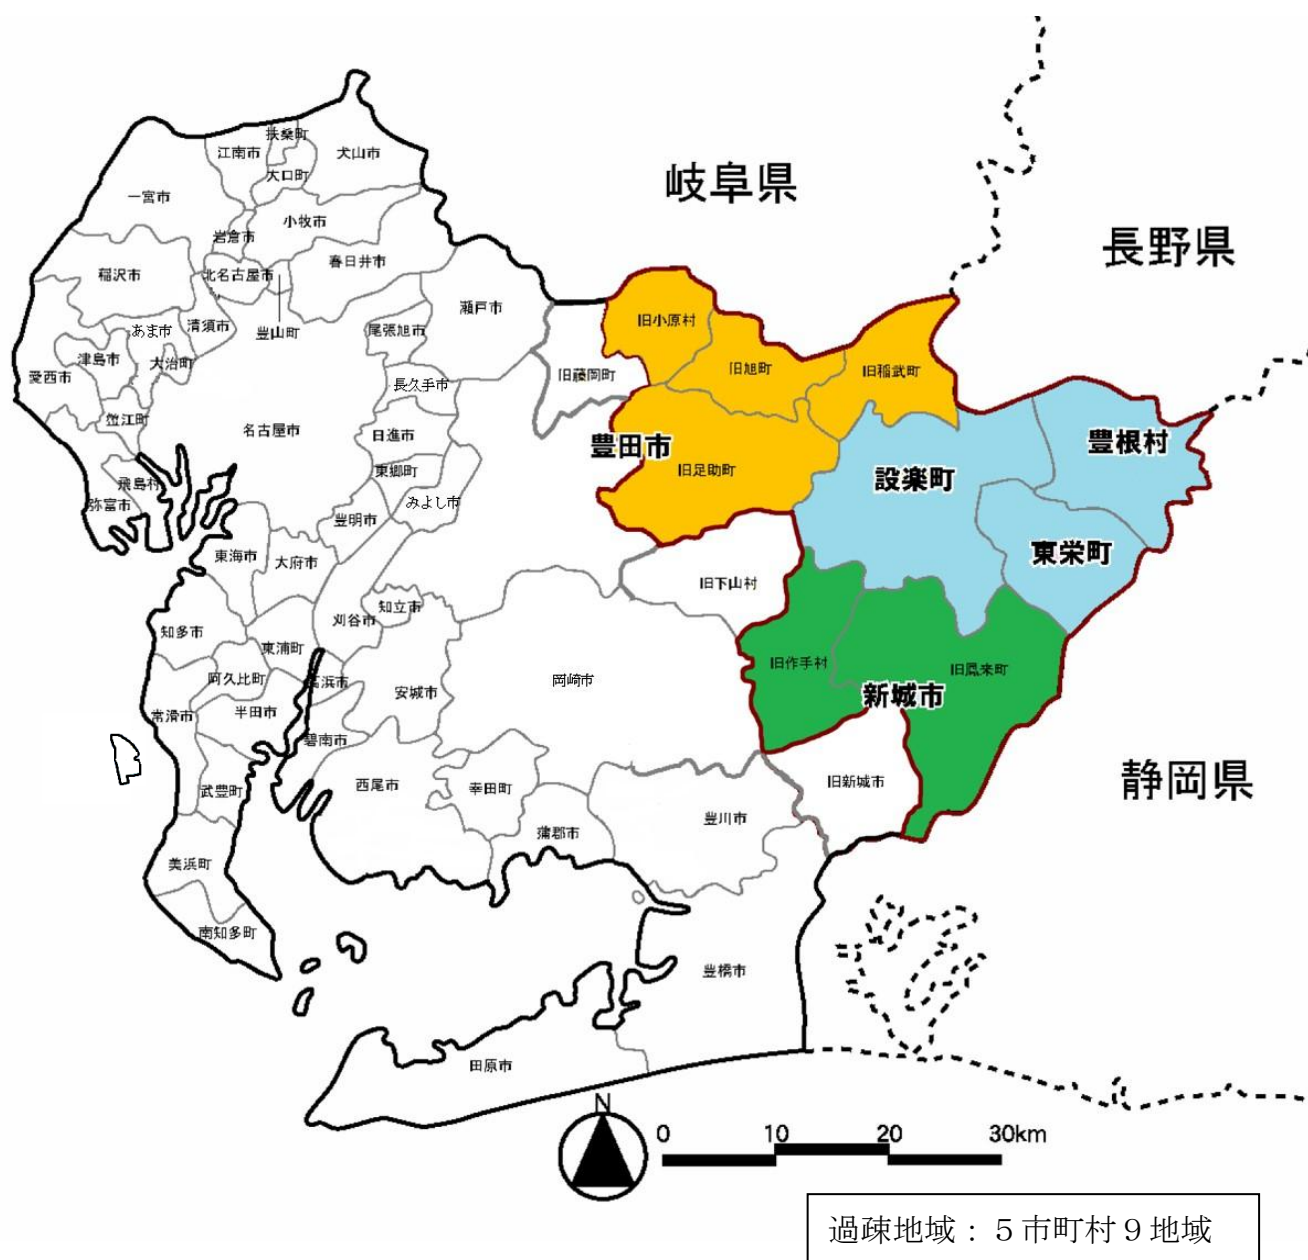 岐阜県
長野県
静岡県
扶桑町
江南市
犬山市
大口町
一宮市
小牧市
岩倉市
春日井市
稲沢市
北名古屋市
瀬戸市
あま市
清須市
豊山町
尾張旭市
津島市
大治町
愛西市
長久手市
蟹江町
名古屋市
日進市
東郷町
飛島村
みよし市
弥富市
豊明市
東海市
大府市
知立市
刈谷市
知多市
東浦町
阿久比町
高浜市
安城市
岡崎市
常滑市
半田市
碧南市
武豊町
西尾市
幸田町
豊川市
蒲郡市
美浜町
南知多町
豊橋市
田原市
旧小原村
旧藤岡町
旧旭町
旧稲武町
豊田市
旧足助町
設楽町
豊根村
東栄町
旧下山村
旧作手村
旧鳳来町
新城市
旧新城市
N
0 10 20 30km
過疎地域:5市町村9地域